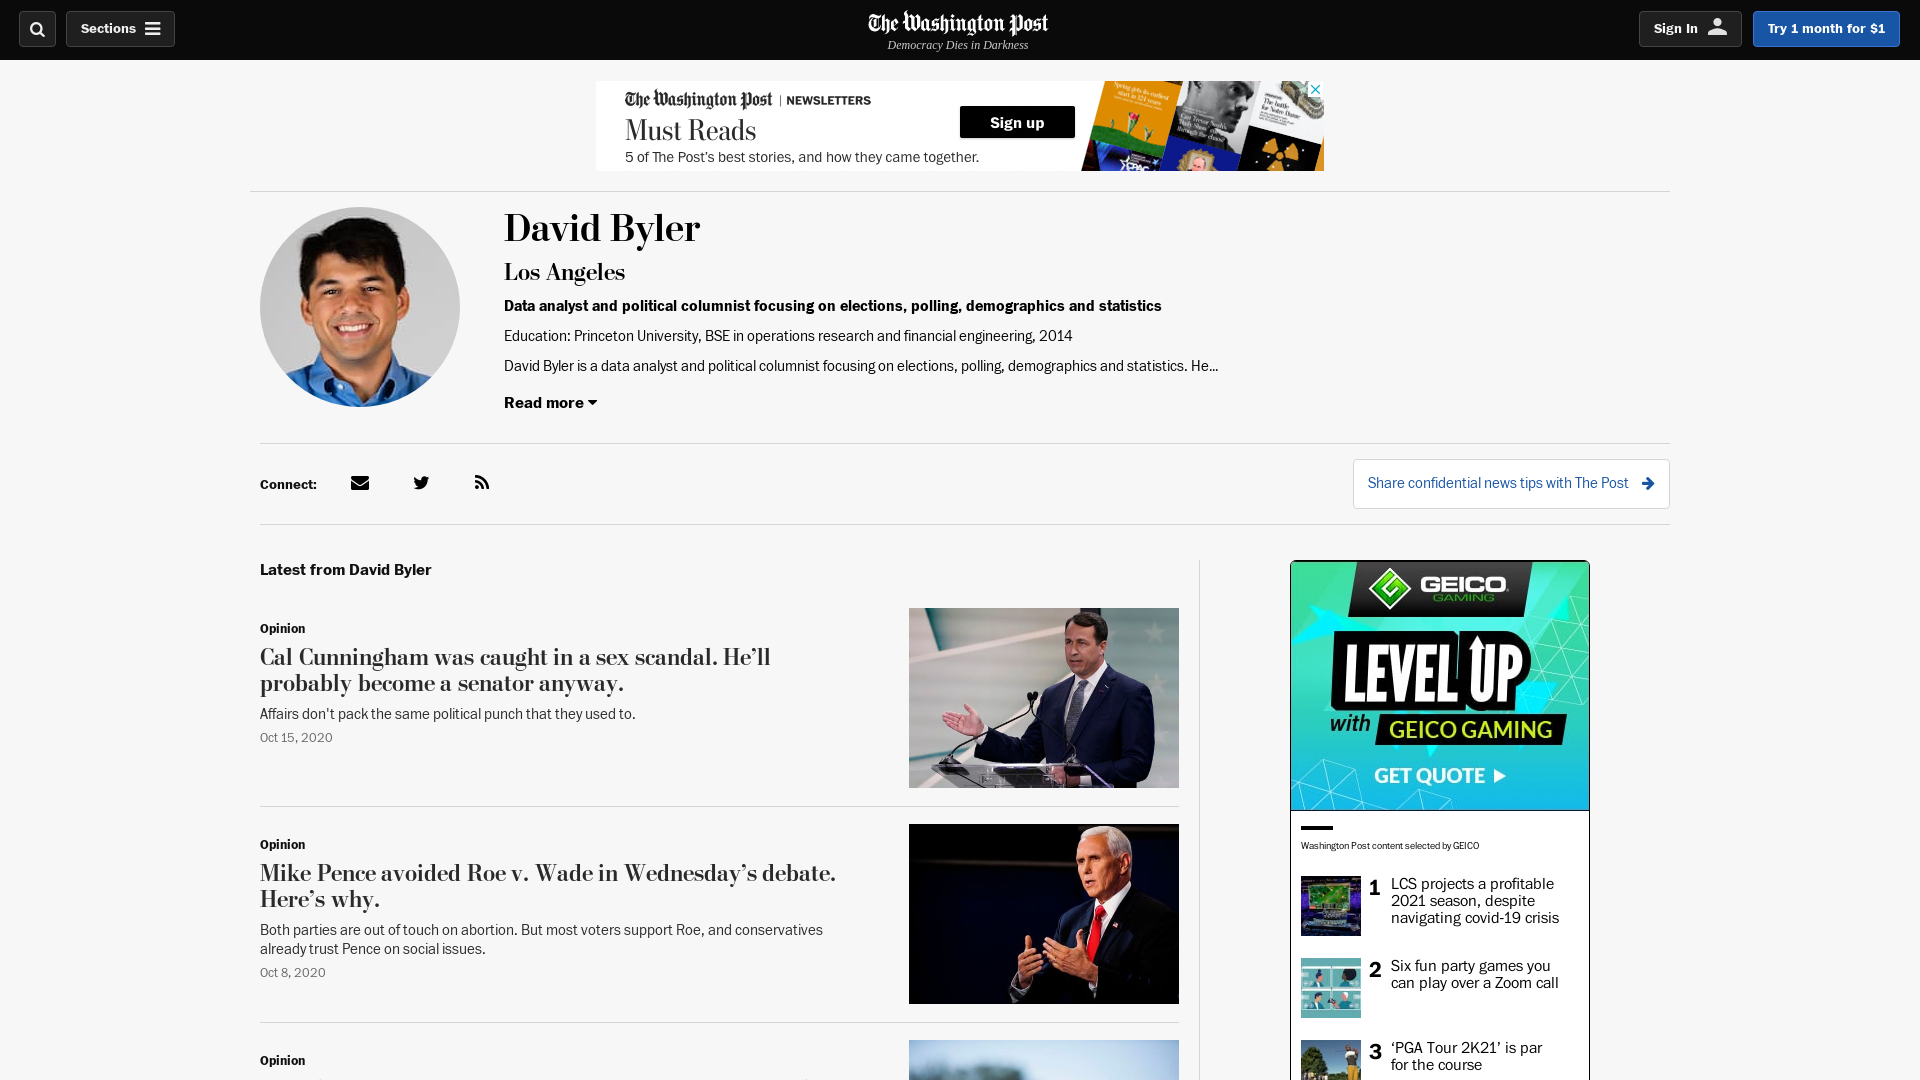 Sections
The Washington Post
Democracy Dies in Darkness
Sign In
Try 1 month for $1
The Washington Post | NEWSLETTERS
Must Reads
5 of The Post's best stories, and how they came together.
Sign up
David Byler
Los Angeles
Data analyst and political columnist focusing on elections, polling, demographics and statistics
Education: Princeton University, BSE in operations research and financial engineering, 2014
David Byler is a data analyst and political columnist focusing on elections, polling, demographics and statistics. He...
Read more
Connect:
Share confidential news tips with The Post
Latest from David Byler
Opinion
Cal Cunningham was caught in a sex scandal. He’ll
probably become a senator anyway.
Affairs don't pack the same political punch that they used to.
Oct 15, 2020
Opinion
Mike Pence avoided Roe v. Wade in Wednesday’s debate.
Here’s why.
Both parties are out of touch on abortion. But most voters support Roe, and conservatives
already trust Pence on social issues.
Oct 8, 2020
Opinion
GEICO
GAMING
LEVEL UP
with GEICO GAMING
GET QUOTE
Washington Post content selected by GEICO
1 LCS projects a profitable
2021 season, despite
navigating covid-19 crisis
2 Six fun party games you
can play over a Zoom call
3 ‘PGA Tour 2K21’ is par
for the course